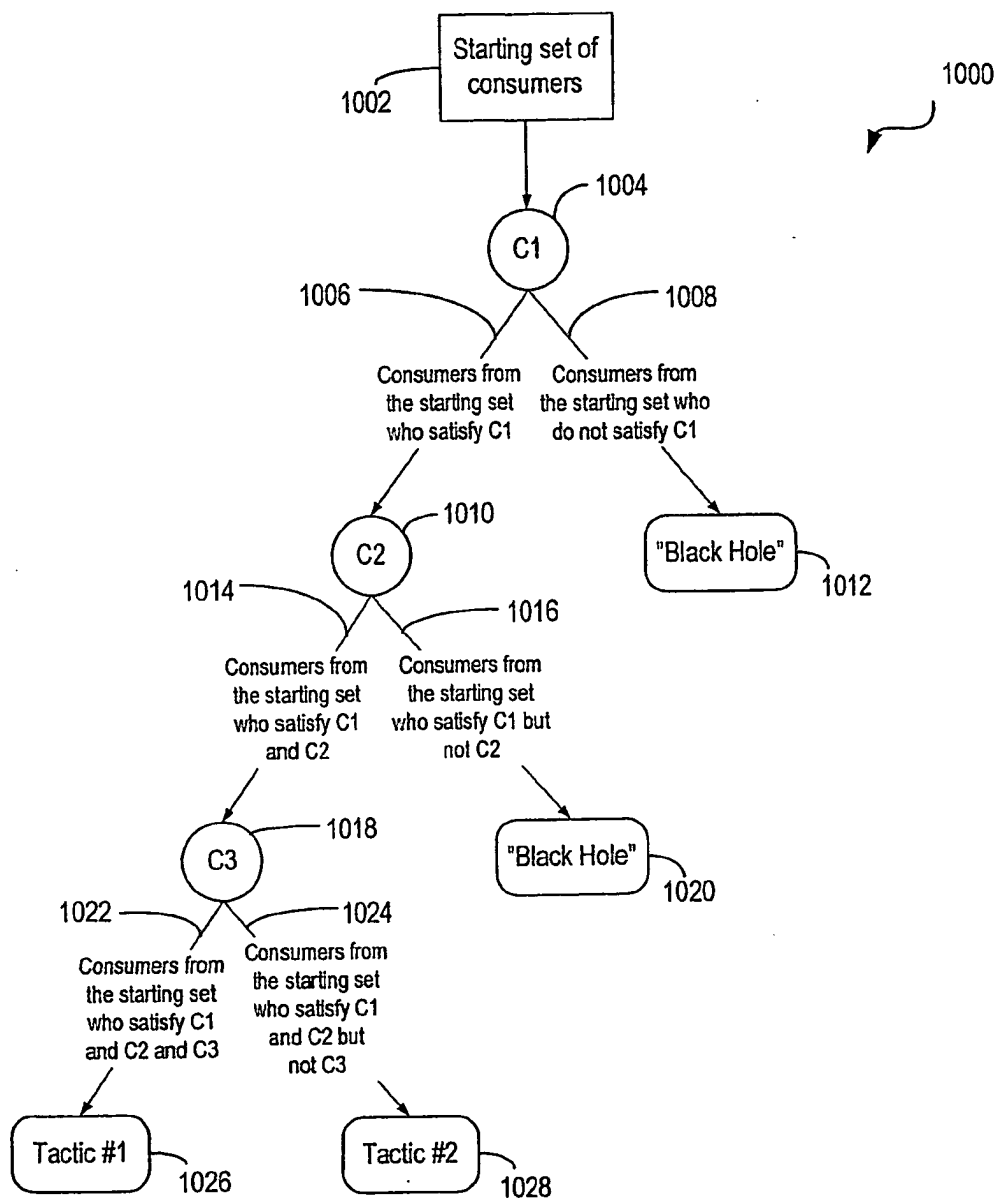 Starting set of
consumers
1002
1000
1004
C1
1006
1008
Consumers from
the starting set
who satisfy C1
Consumers from
the starting set who
do not satisfy C1
1010
C2
"Black Hole"
1012
1014
1016
Consumers from
the starting set
who satisfy C1
and C2
Consumers from
the starting set
who satisfy C1 but
not C2
1018
C3
"Black Hole"
1020
1022
1024
Consumers from
the starting set
who satisfy C1
and C2 and C3
Consumers from
the starting set
who satisfy C1
and C2 but
not C3
Tactic #1
1026
Tactic #2
1028